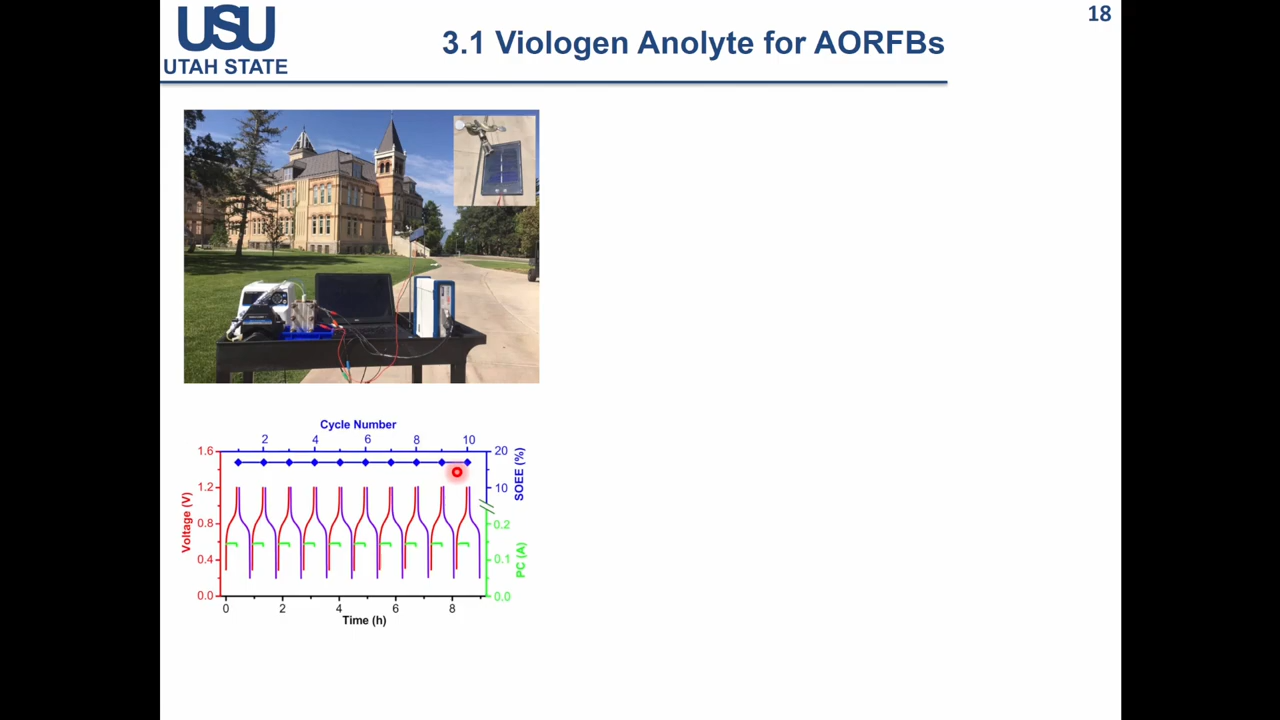 18
USU
UTAH STATE
3.1 Viologen Anolyte for AORFBs
Cycle Number
2 4 6 8 10
1.6
1.2
0.8
0.4
0.0
Voltage (V)
20
10
SOEE (%)
0.2
0.1
0.0
PC (A)
0 2 4 6 8
Time (h)